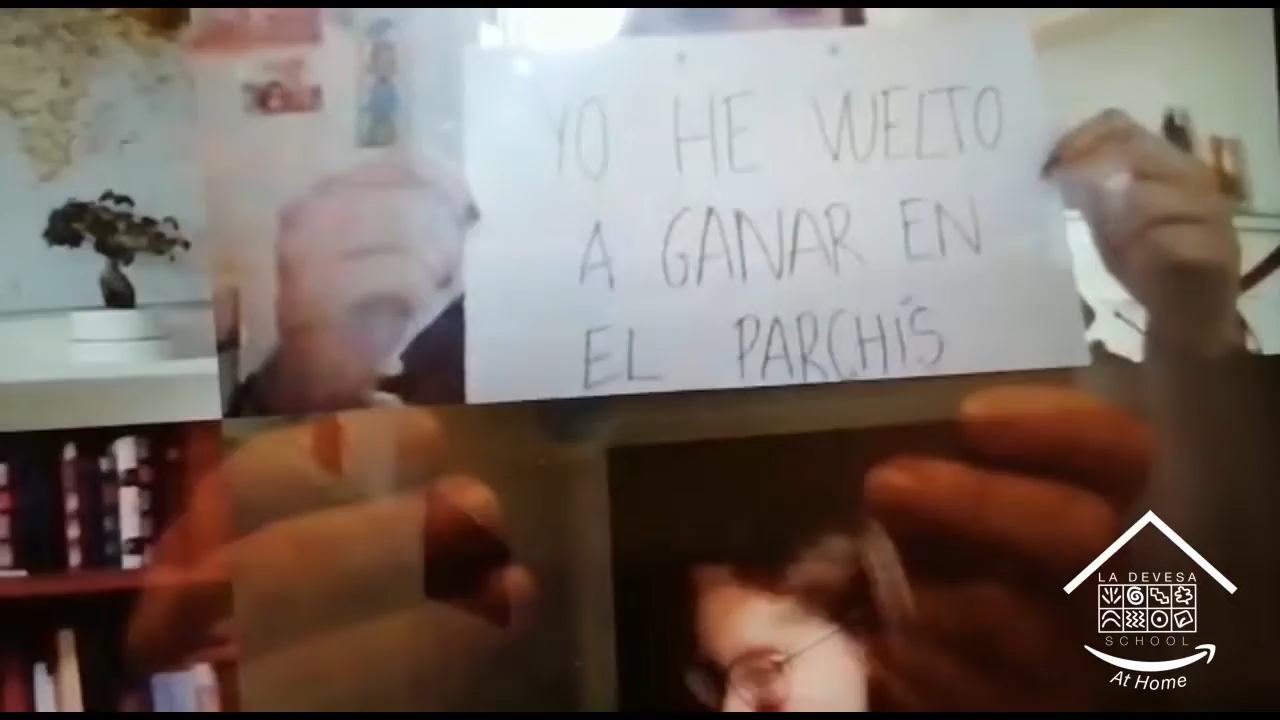 YO HE VUELTO
A GANAR EN
EL PARCHÍS
LA DEVESA
SCHOOL
At Home